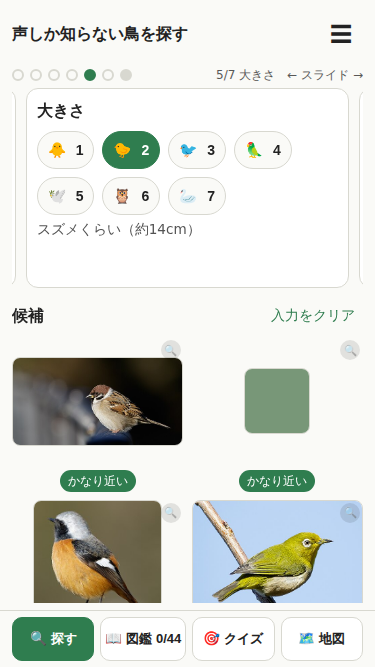 声しか知らない鳥を探す
5/7 大きさ ← スライド →
大きさ
1 2 3 4
5 6 7
スズメくらい（約14cm）
候補 入力をクリア
かなり近い かなり近い
探す 図鑑 0/44 クイズ 地図